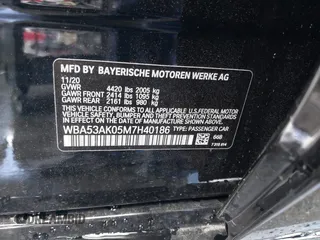 MFD. BY BAYERISCHE MOTOREN WERKE AG
11/20
GVWR 4420 lbs 2005 kg
GAWR FRONT 2414 lbs 1095 kg
GAWR REAR 2161 lbs 980 kg
THIS VEHICLE CONFORMS TO ALL APPLICABLE U.S. FEDERAL MOTOR
VEHICLE SAFETY, BUMPER, AND THEFT PREVENTION STANDARDS
IN EFFECT ON THE DATE OF MANUFACTURE SHOWN ABOVE.
WBA53AK05M7H40186 TYPE: PASSENGER CAR
668